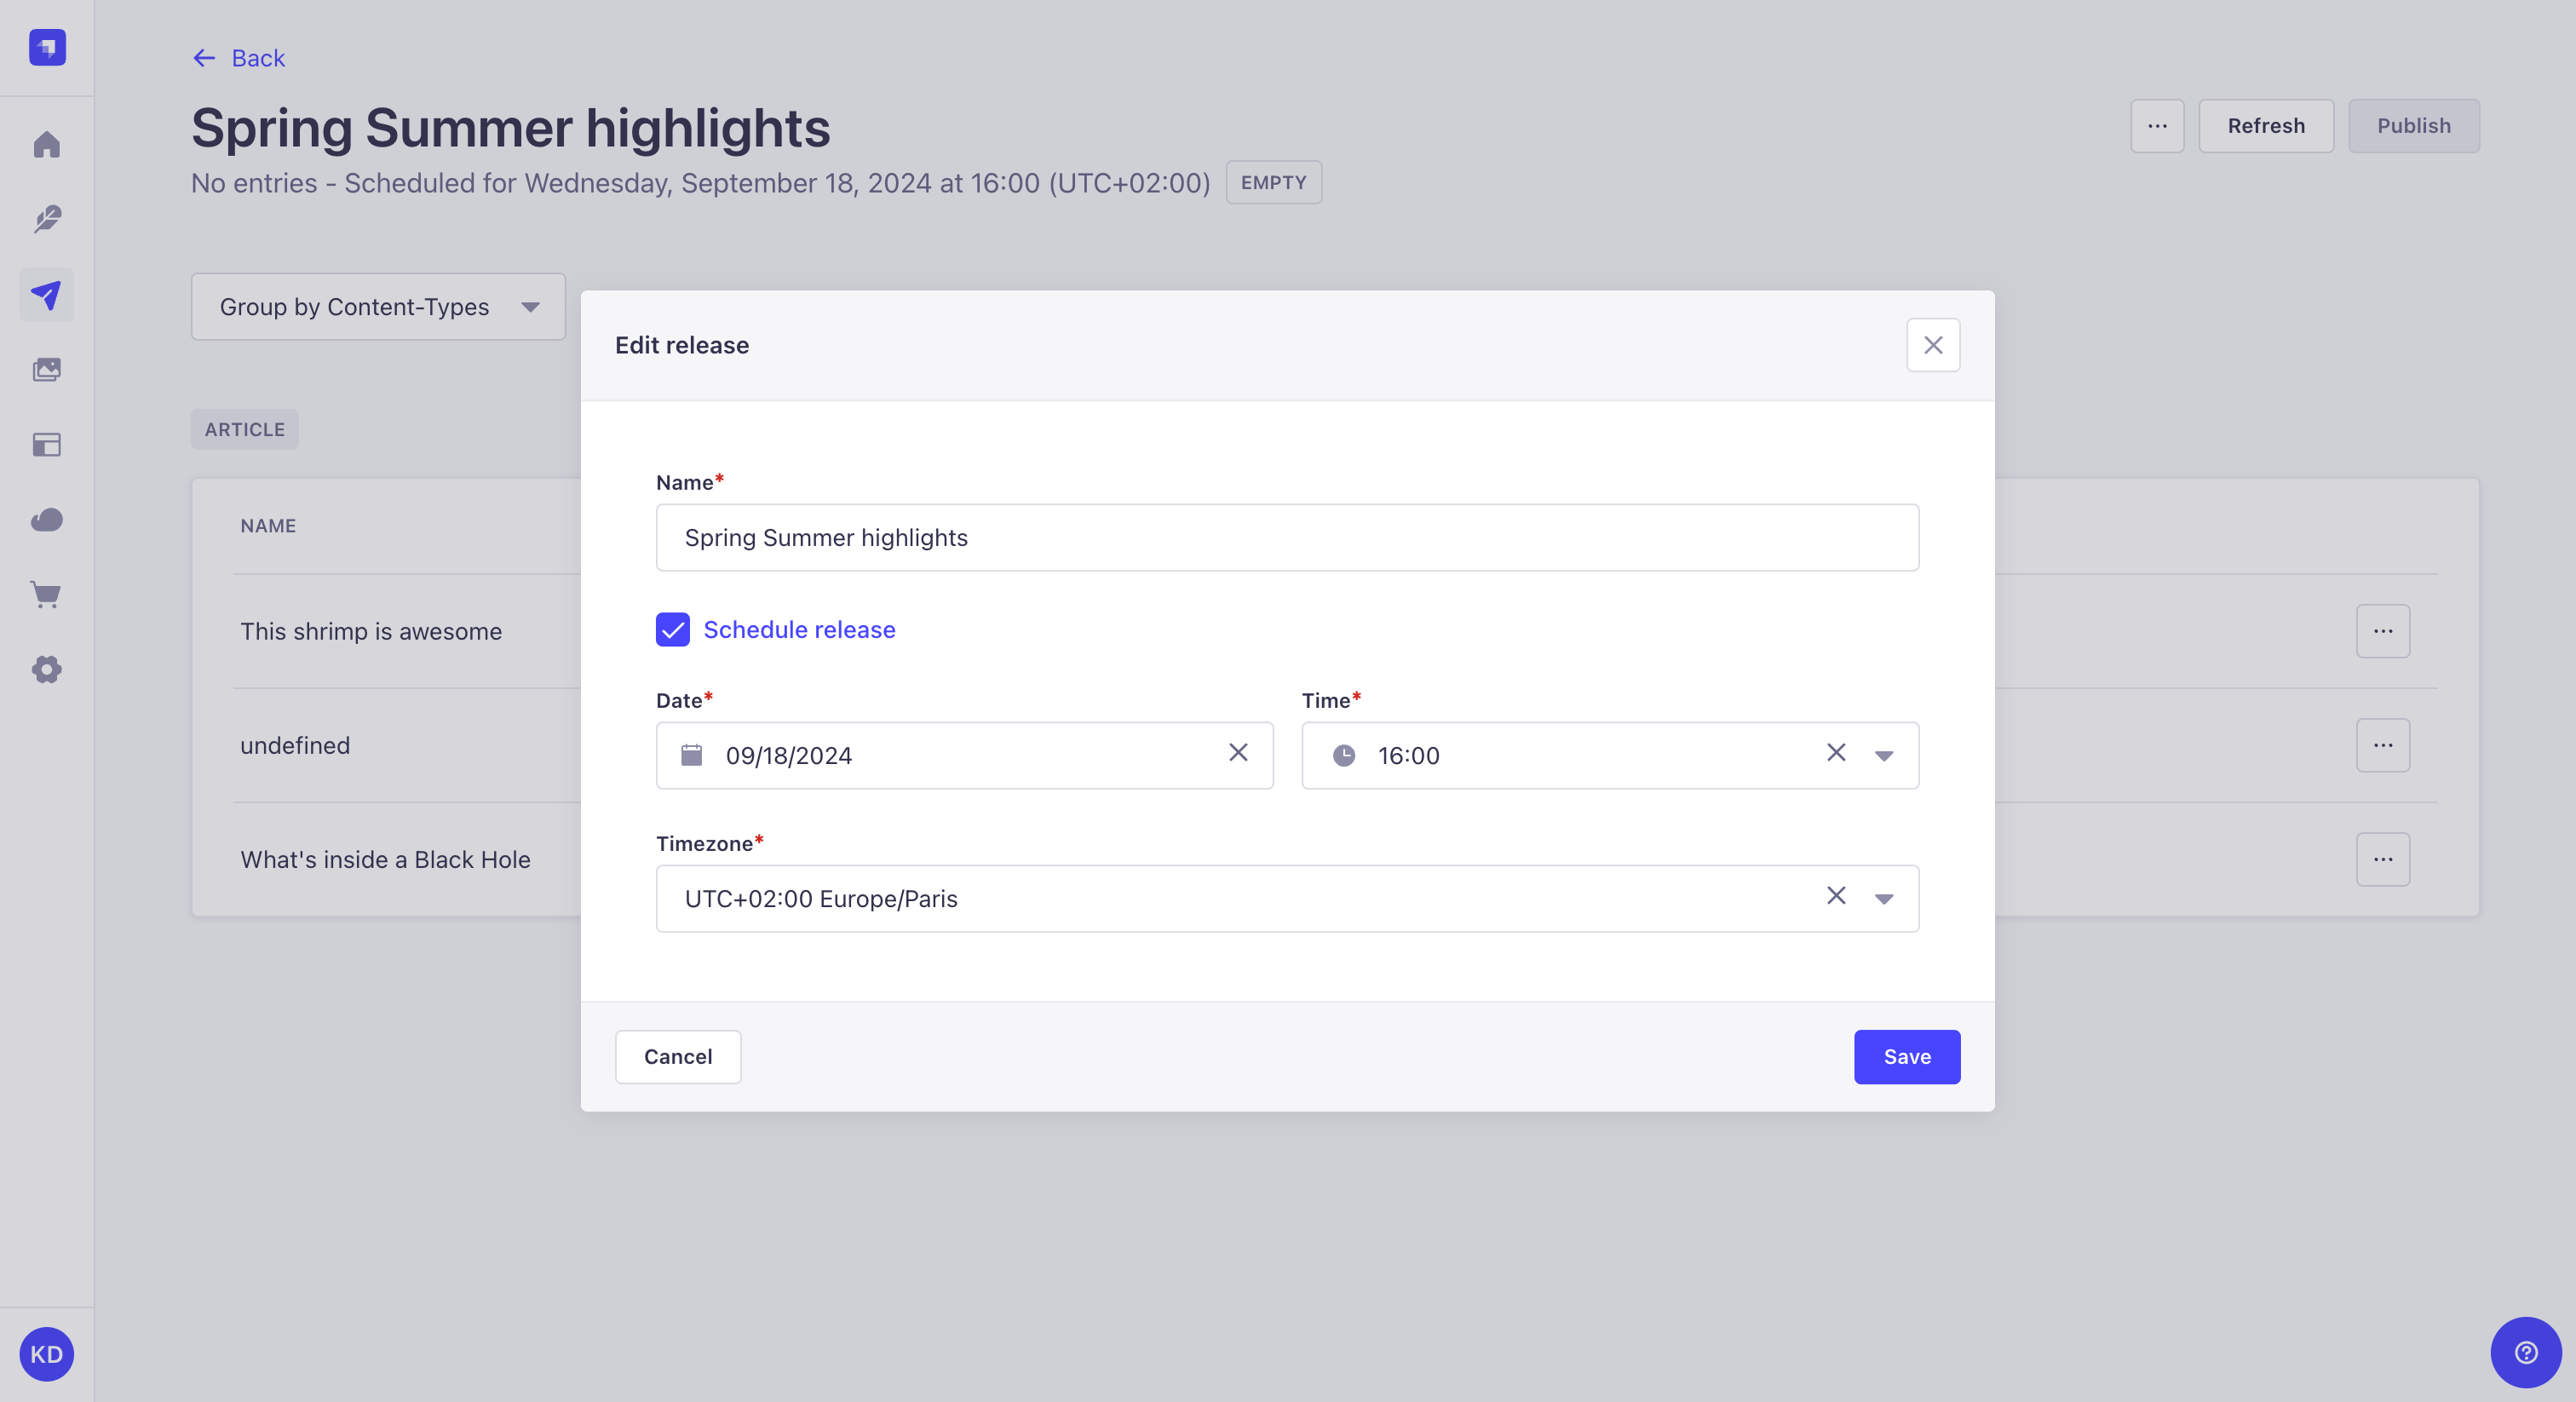 Back
Spring Summer highlights
Refresh
Publish
No entries - Scheduled for Wednesday, September 18, 2024 at 16:00 (UTC+02:00)
EMPTY
Group by Content-Types
ARTICLE
NAME
This shrimp is awesome
undefined
What's inside a Black Hole
Edit release
Name*
Spring Summer highlights
Schedule release
Date*
Time*
09/18/2024
16:00
Timezone*
UTC+02:00 Europe/Paris
Cancel
Save
KD